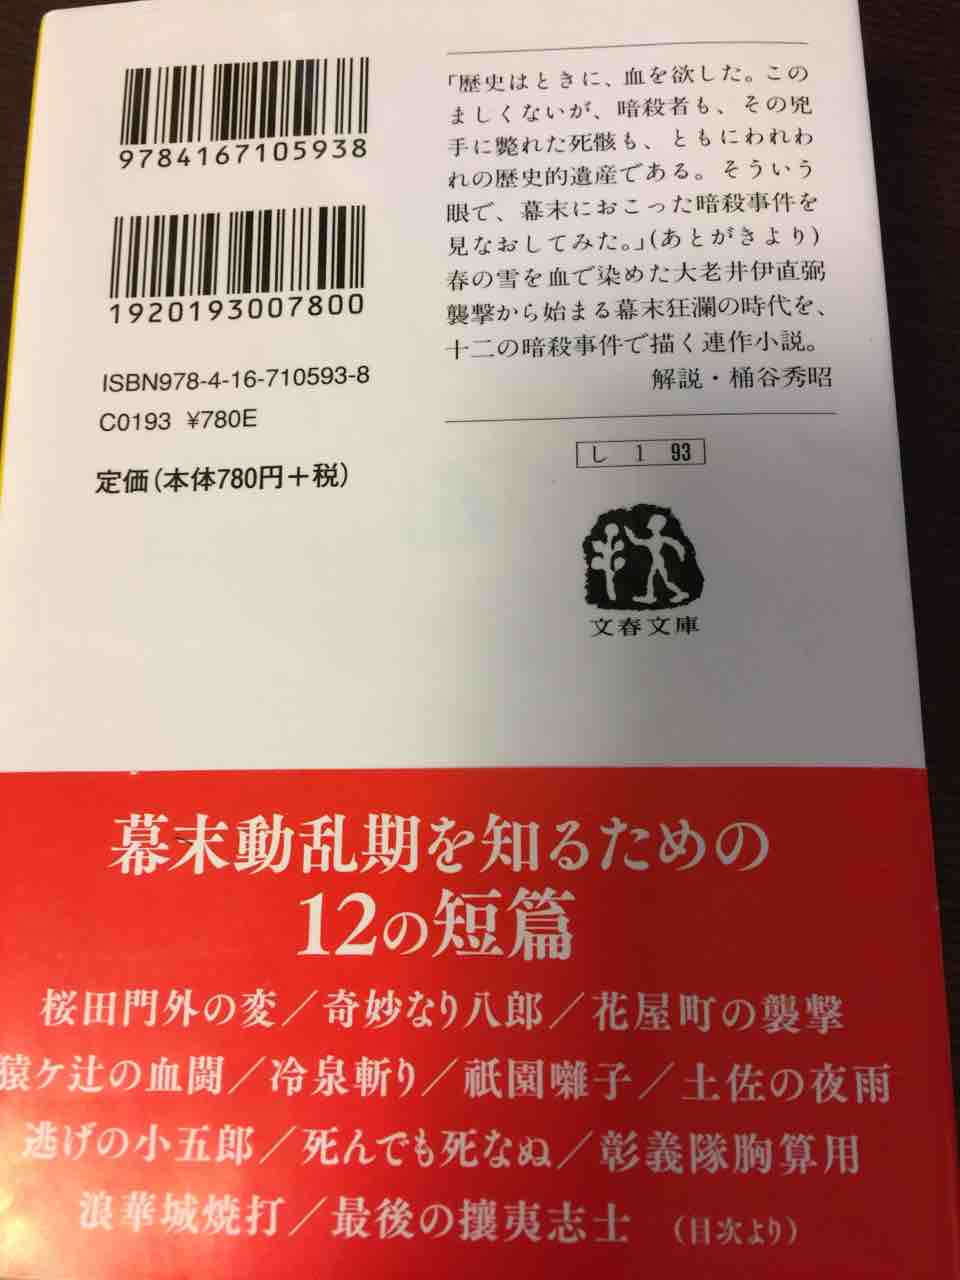 9784167105938
1920193007800
ISBN978-4-16-710593-8
C0193 ¥780E
定価(本体780円+税)
「歴史はときに、血を欲した。この
ましくないが、暗殺者も、その兇
手に斃れた死骸も、ともにわれわ
れの歴史的遺産である。そういう
眼で、幕末におこった暗殺事件を
見なおしてみた。」(あとがきより)
春の雪を血で染めた大老井伊直弼
襲撃から始まる幕末狂瀾の時代を、
十二の暗殺事件で描く連作小説。
解説・桶谷秀昭
し 1 93
文春文庫
幕末動乱期を知るための
12の短篇
桜田門外の変/奇妙なり八郎/花屋町の襲撃
猿ケ辻の血闘/冷泉斬り/祇園囃子/土佐の夜雨
逃げの小五郎/死んでも死なぬ/彰義隊胸算用
浪華城焼打/最後の攘夷志士 (目次より)